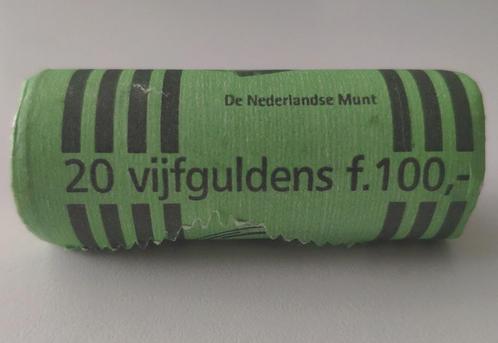 De Nederlandse Munt
20 vijfguldens f.100,-